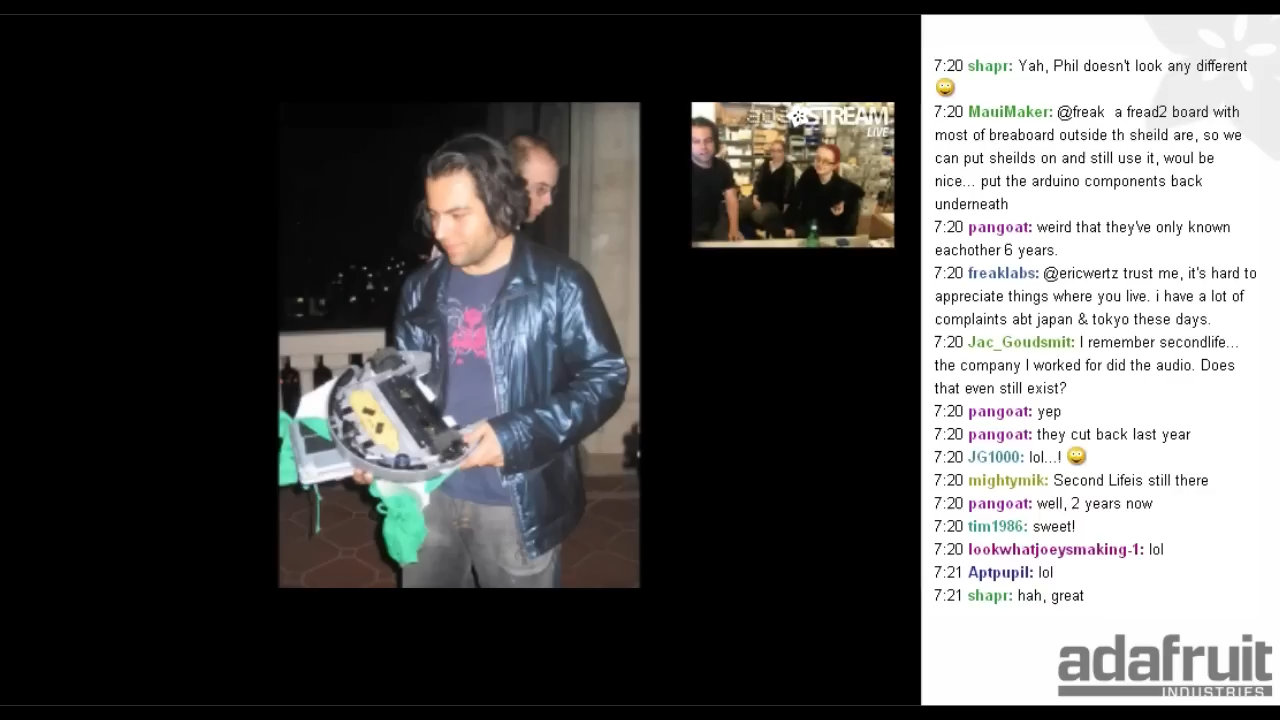 STREAM
LIVE
7:20 shapr: Yah, Phil doesn't look any different
7:20 MauiMaker: @freak a fread2 board with
most of breaboard outside th sheild are, so we
can put sheilds on and still use it, woul be
nice... put the arduino components back
underneath
7:20 pangoat: weird that they've only known
eachother 6 years.
7:20 freaklabs: @ericwertz trust me, it's hard to
appreciate things where you live. i have a lot of
complaints abt japan & tokyo these days.
7:20 Jac_Goudsmit: I remember secondlife...
the company I worked for did the audio. Does
that even still exist?
7:20 pangoat: yep
7:20 pangoat: they cut back last year
7:20 JG1000: lol...!
7:20 mightymik: Second Lifeis still there
7:20 pangoat: well, 2 years now
7:20 tim1986: sweet!
7:20 lookwhatjoeysmaking-1: lol
7:21 Aptpupil: lol
7:21 shapr: hah, great
adafruit
INDUSTRIES